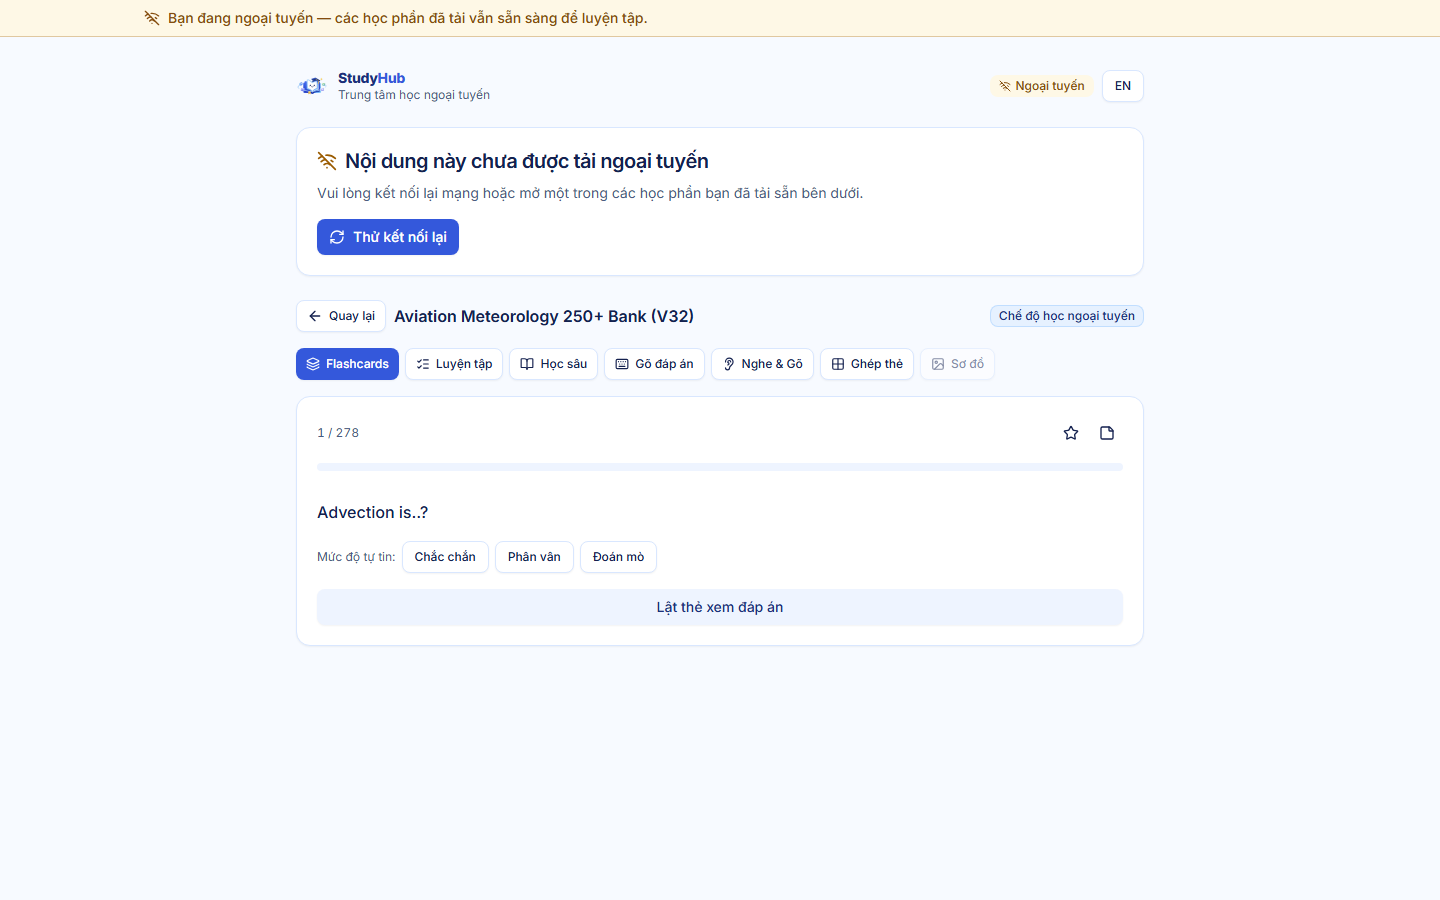 Bạn đang ngoại tuyến — các học phần đã tải vẫn sẵn sàng để luyện tập.
StudyHub
Trung tâm học ngoại tuyến
Ngoại tuyến
EN
Nội dung này chưa được tải ngoại tuyến
Vui lòng kết nối lại mạng hoặc mở một trong các học phần bạn đã tải sẵn bên dưới.
Thử kết nối lại
Quay lại
Aviation Meteorology 250+ Bank (V32)
Chế độ học ngoại tuyến
Flashcards
Luyện tập
Học sâu
Gõ đáp án
Nghe & Gõ
Ghép thẻ
Sơ đồ
1 / 278
Advection is..?
Mức độ tự tin:
Chắc chắn
Phân vân
Đoán mò
Lật thẻ xem đáp án